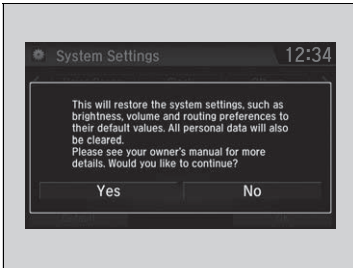 System Settings
12:34
This will restore the system settings, such as
brightness, volume and routing preferences to
their default values. All personal data will also
be cleared.
Please see your owner's manual for more
details. Would you like to continue?
Yes
No